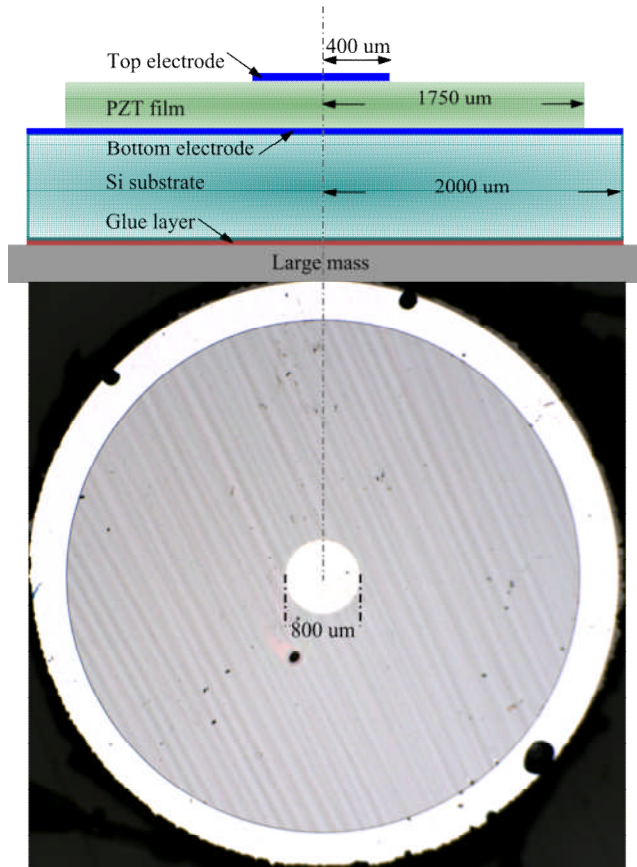 400 um
Top electrode
1750 um
PZT film
Bottom electrode
Si substrate
2000 um
Glue layer
Large mass
800 um